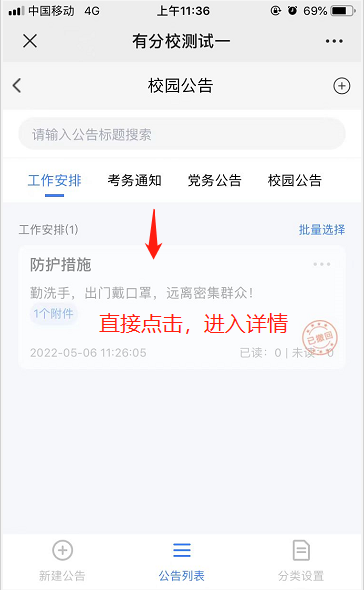 中国移动 4G 上午11:36 69%
有分校测试一
校园公告
请输入公告标题搜索
工作安排 考务通知 党务公告 校园公告
工作安排(1) 批量选择
防护措施
勤洗手，出门戴口罩，远离密集群众！
1个附件
直接点击，进入详情
已撤回
2022-05-06 11:26:05 已读：0 | 未读：0
新建公告 公告列表 分类设置